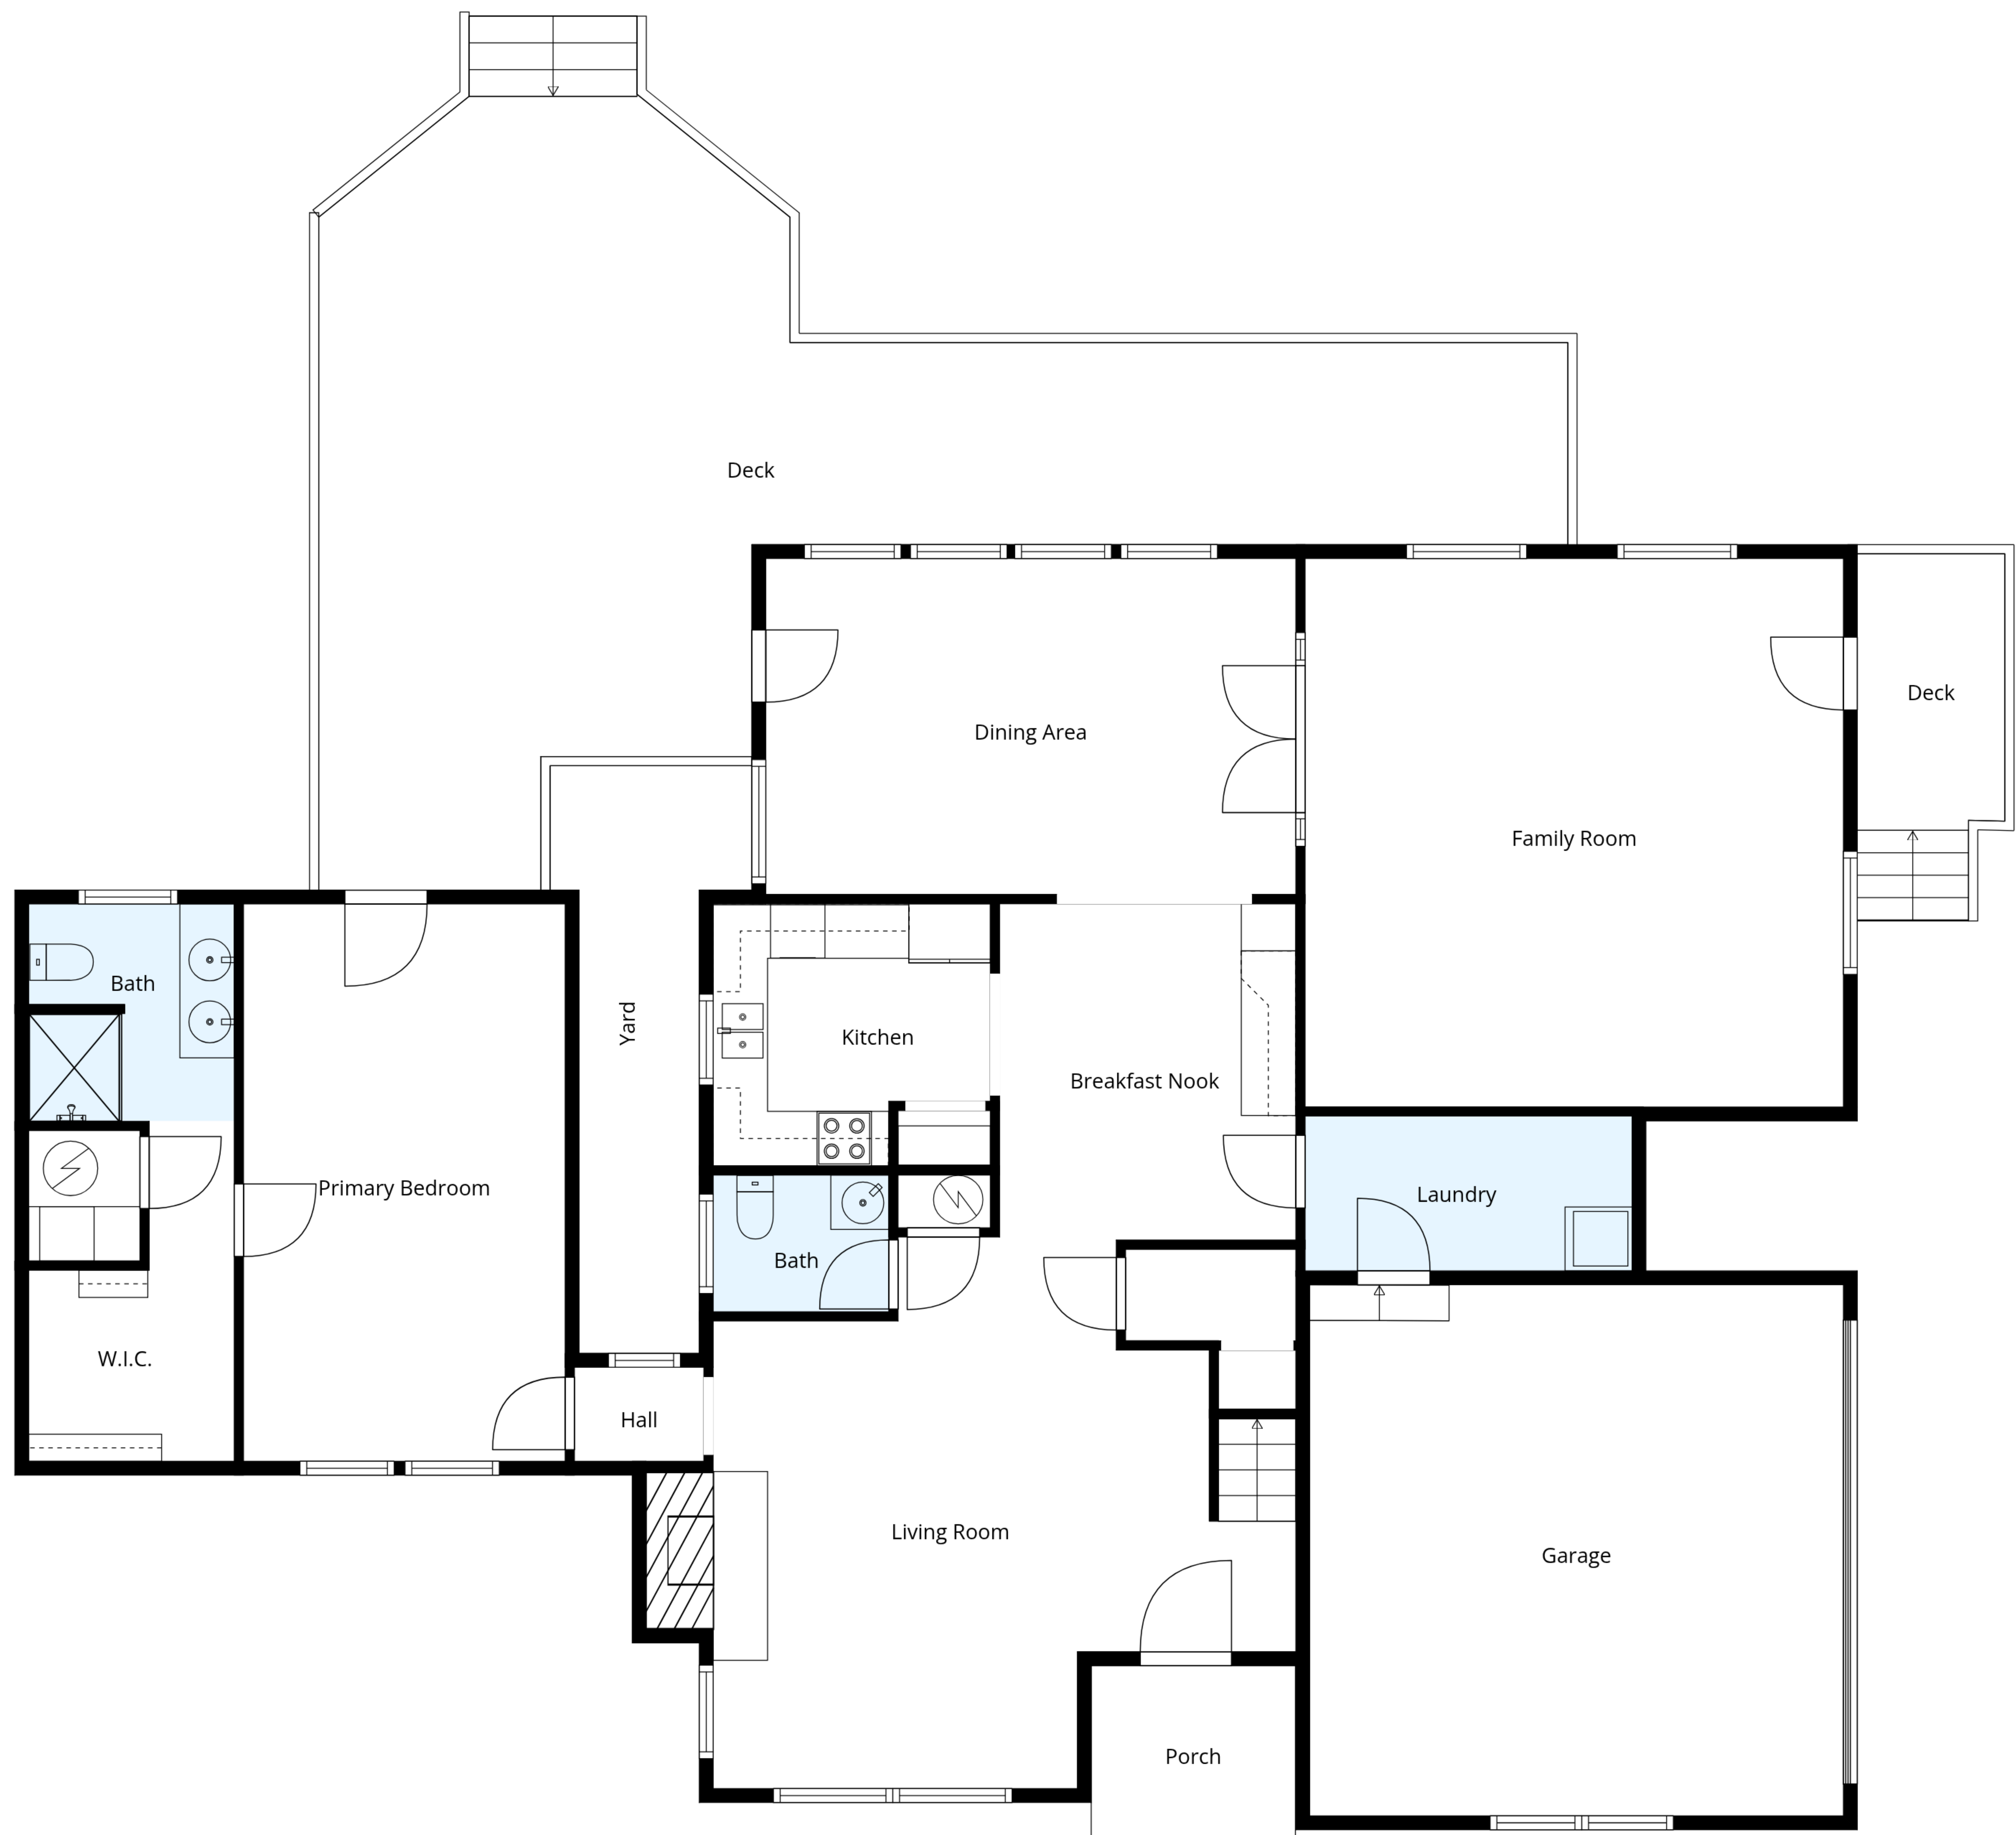 Deck
Deck
Dining Area
Family Room
Bath
Yard
Kitchen
Breakfast Nook
Primary Bedroom
Laundry
Bath
W.I.C.
Hall
Living Room
Garage
Porch